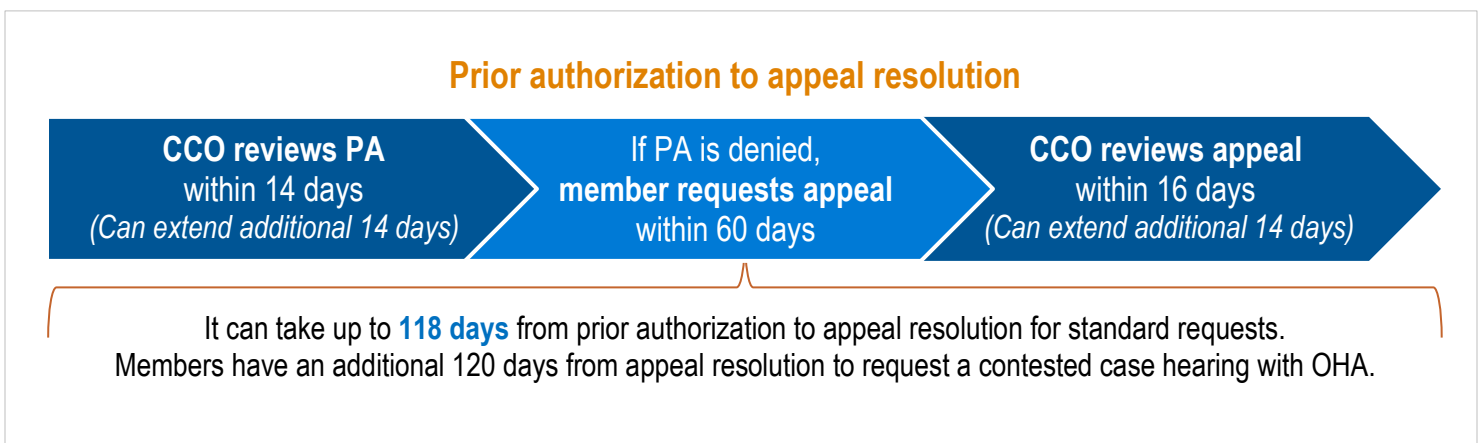 Prior authorization to appeal resolution
CCO reviews PA
within 14 days
(Can extend additional 14 days)
If PA is denied,
member requests appeal
within 60 days
CCO reviews appeal
within 16 days
(Can extend additional 14 days)
It can take up to 118 days from prior authorization to appeal resolution for standard requests.
Members have an additional 120 days from appeal resolution to request a contested case hearing with OHA.